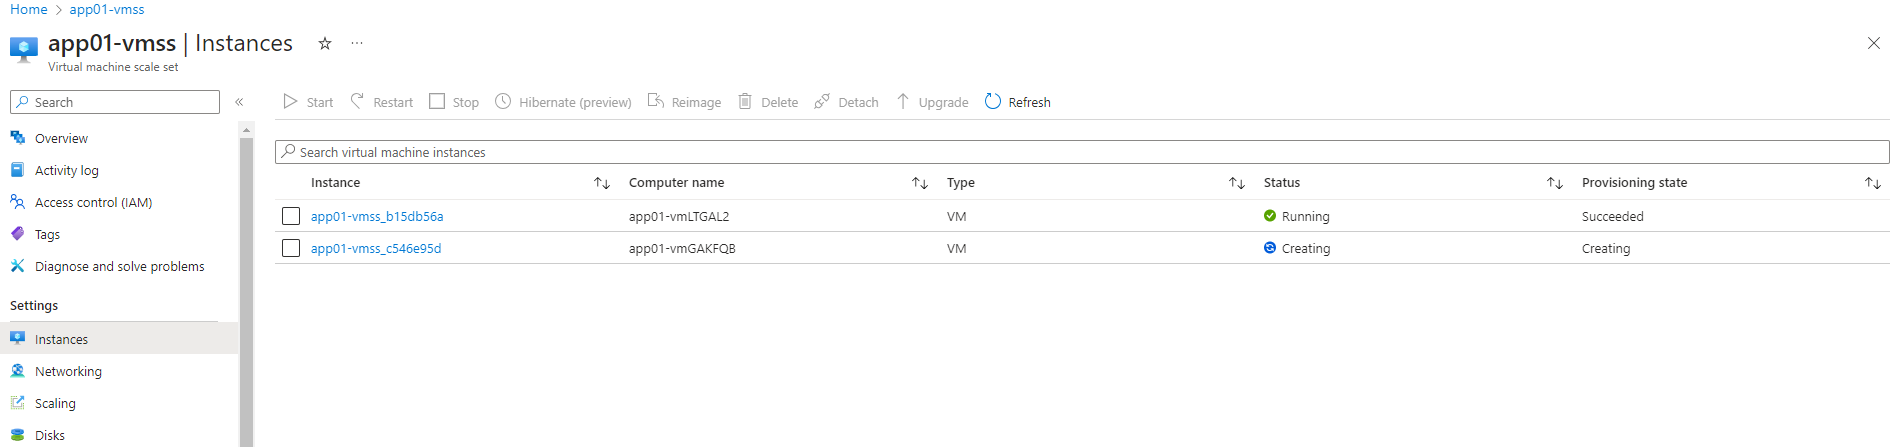 Home > app01-vmss
app01-vmss | Instances
Virtual machine scale set
Search
Overview
Activity log
Access control (IAM)
Tags
Diagnose and solve problems
Settings
Instances
Networking
Scaling
Disks
Start Restart Stop Hibernate (preview) Reimage Delete Detach Upgrade Refresh
Search virtual machine instances
Instance Computer name Type Status Provisioning state
app01-vmss_b15db56a app01-vmLTGAL2 VM Running Succeeded
app01-vmss_c546e95d app01-vmGAKFQB VM Creating Creating